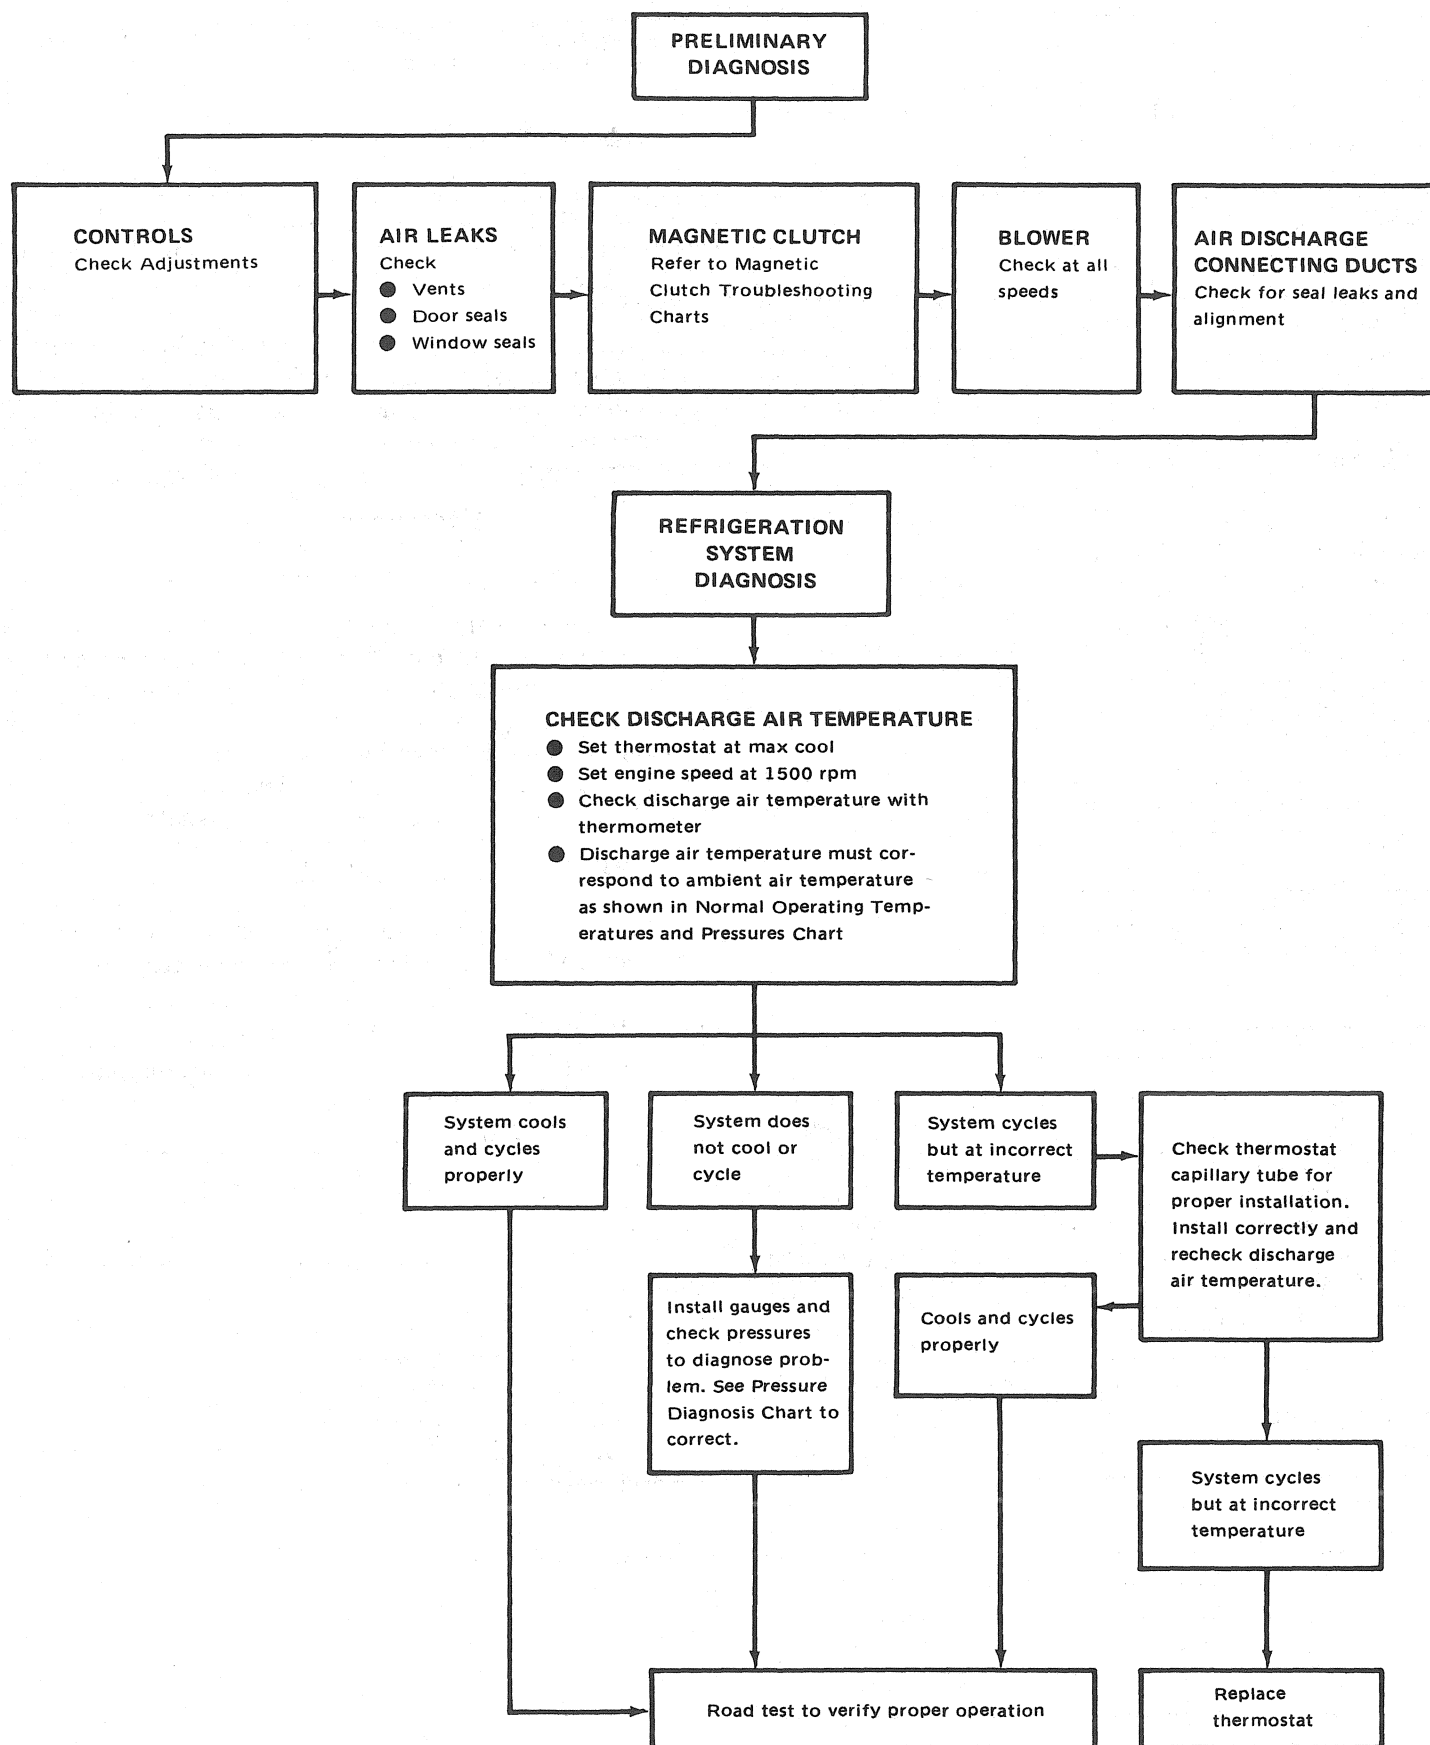 PRELIMINARY
DIAGNOSIS
CONTROLS
Check Adjustments
AIR LEAKS
Check
● Vents
● Door seals
● Window seals
MAGNETIC CLUTCH
Refer to Magnetic
Clutch Troubleshooting
Charts
BLOWER
Check at all
speeds
AIR DISCHARGE
CONNECTING DUCTS
Check for seal leaks and
alignment
REFRIGERATION
SYSTEM
DIAGNOSIS
CHECK DISCHARGE AIR TEMPERATURE
● Set thermostat at max cool
● Set engine speed at 1500 rpm
● Check discharge air temperature with
thermometer
● Discharge air temperature must cor-
respond to ambient air temperature
as shown in Normal Operating Temp-
eratures and Pressures Chart
System cools
and cycles
properly
System does
not cool or
cycle
System cycles
but at incorrect
temperature
Check thermostat
capillary tube for
proper installation.
Install correctly and
recheck discharge
air temperature.
Install gauges and
check pressures
to diagnose prob-
lem. See Pressure
Diagnosis Chart to
correct.
Cools and cycles
properly
System cycles
but at incorrect
temperature
Road test to verify proper operation
Replace
thermostat